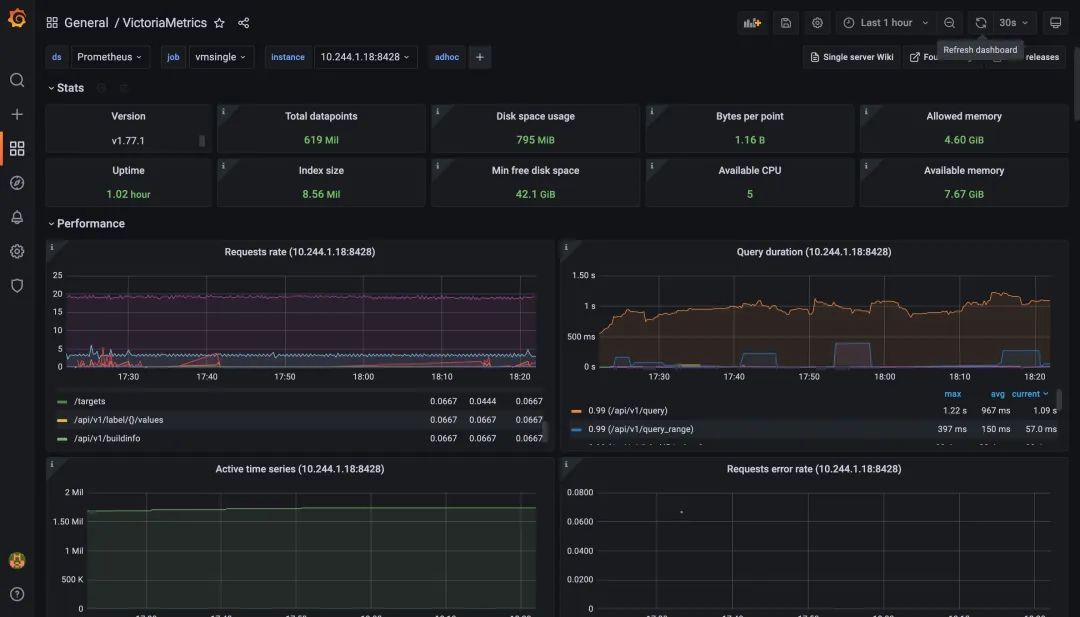 General / VictoriaMetrics
Last 1 hour
30s
Refresh dashboard
ds Prometheus job vmsingle instance 10.244.1.18:8428 adhoc +
Single server Wiki
releases
Stats
Version
v1.77.1
Total datapoints
619 Mil
Disk space usage
795 MiB
Bytes per point
1.16 B
Allowed memory
4.60 GiB
Uptime
1.02 hour
Index size
8.56 Mil
Min free disk space
42.1 GiB
Available CPU
5
Available memory
7.67 GiB
Performance
Requests rate (10.244.1.18:8428)
25
20
15
10
5
0
17:30 17:40 17:50 18:00 18:10 18:20
/targets 0.0667 0.0444 0.0667
/api/v1/label/{}/values 0.0667 0.0667 0.0667
/api/v1/buildinfo 0.0667 0.0667 0.0667
Query duration (10.244.1.18:8428)
1.50 s
1 s
500 ms
0 s
17:30 17:40 17:50 18:00 18:10 18:20
max avg current
0.99 (/api/v1/query) 1.22 s 967 ms 1.09 s
0.99 (/api/v1/query_range) 397 ms 150 ms 57.0 ms
Active time series (10.244.1.18:8428)
2 Mil
1.50 Mil
1 Mil
500 K
0
Requests error rate (10.244.1.18:8428)
0.0800
0.0600
0.0400
0.0200
0